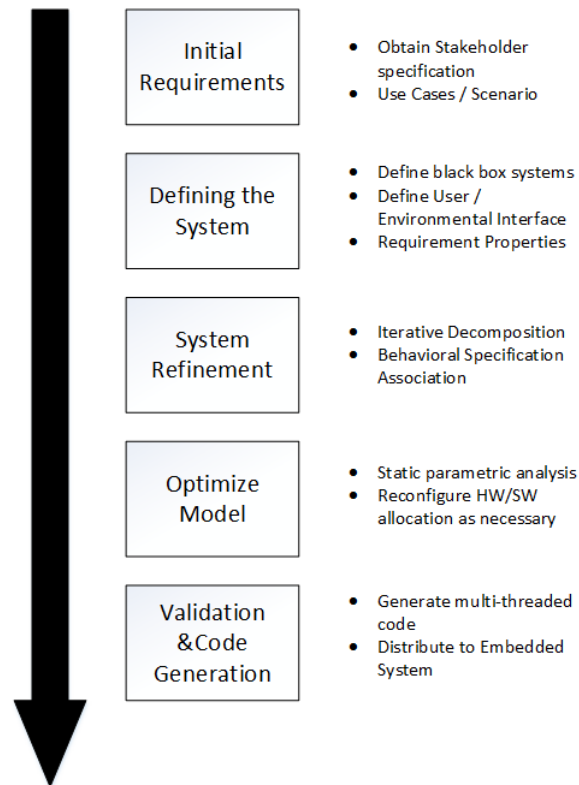 Initial
Requirements
• Obtain Stakeholder
specification
• Use Cases / Scenario
Defining the
System
• Define black box systems
• Define User /
Environmental Interface
• Requirement Properties
System
Refinement
• Iterative Decomposition
• Behavioral Specification
Association
Optimize
Model
• Static parametric analysis
• Reconfigure HW/SW
allocation as necessary
Validation
&Code
Generation
• Generate multi-threaded
code
• Distribute to Embedded
System